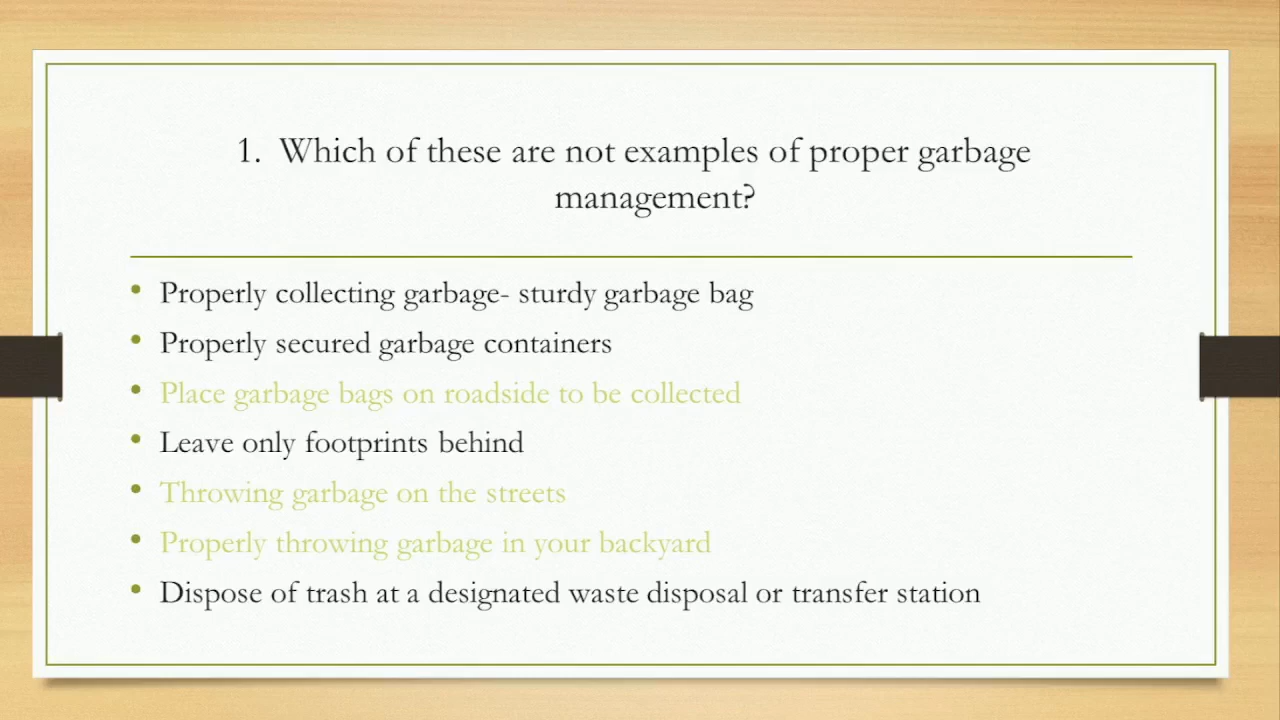 1. Which of these are not examples of proper garbage
management?
• Properly collecting garbage- sturdy garbage bag
• Properly secured garbage containers
• Place garbage bags on roadside to be collected
• Leave only footprints behind
• Throwing garbage on the streets
• Properly throwing garbage in your backyard
• Dispose of trash at a designated waste disposal or transfer station